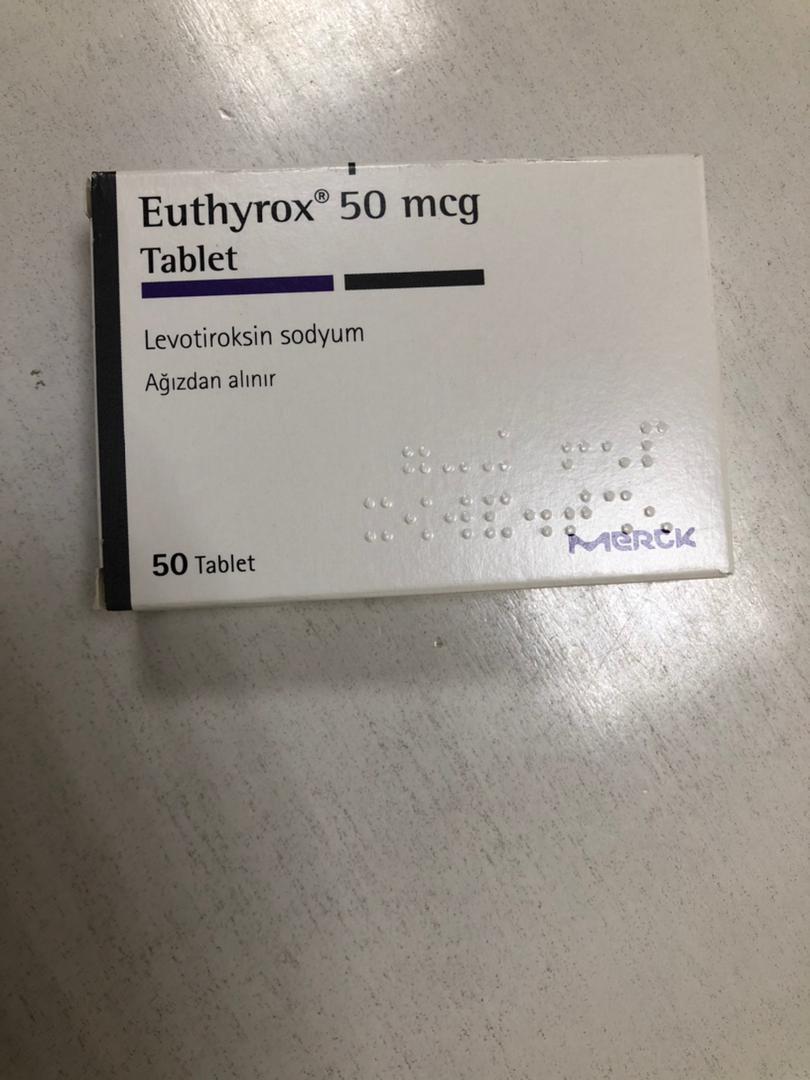 Euthyrox® 50 mcg
Tablet
Levotiroksin sodyum
Ağızdan alınır
50 Tablet
MERCK